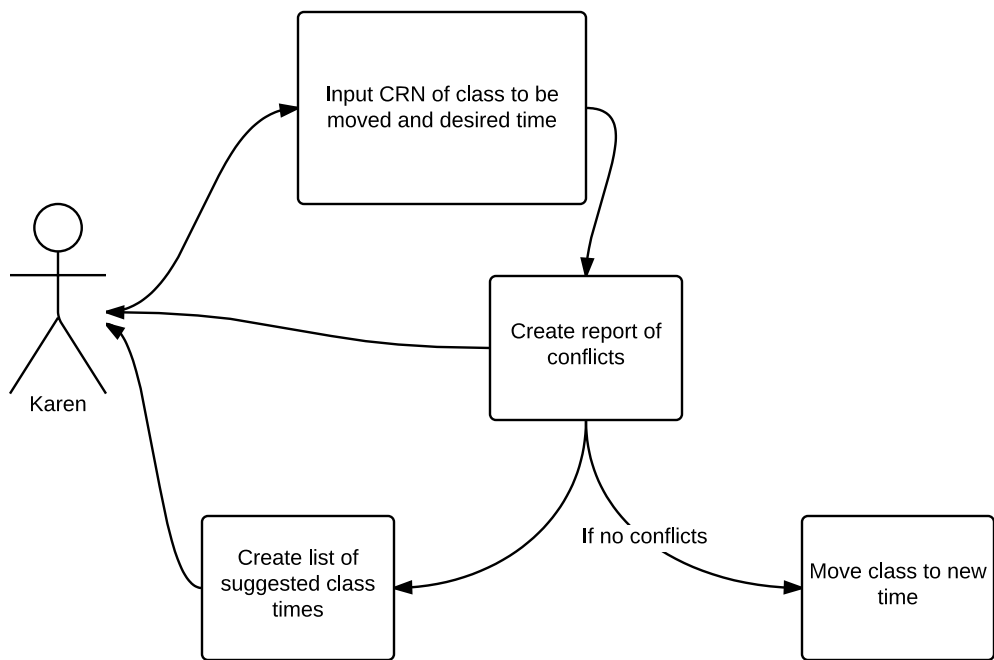 Input CRN of class to be
moved and desired time
Karen
Create report of
conflicts
If no conflicts
Create list of
suggested class
times
Move class to new
time